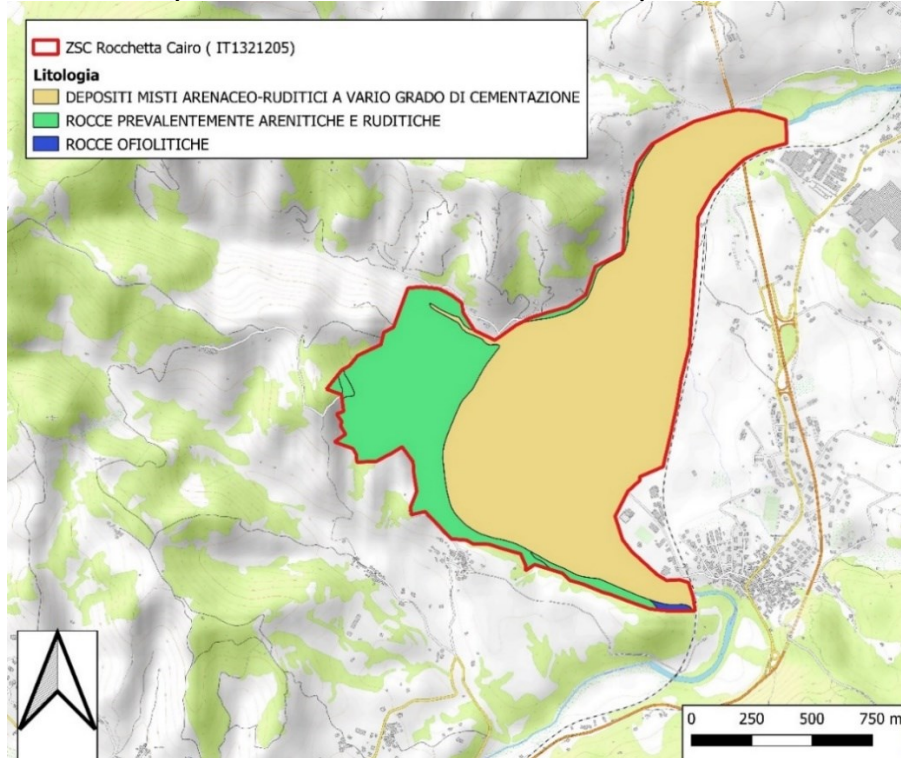 ZSC Rocchetta Cairo ( IT1321205)
Litologia
DEPOSITI MISTI ARENACEO-RUDITICI A VARIO GRADO DI CEMENTAZIONE
ROCCE PREVALENTEMENTE ARENITICHE E RUDITICHE
ROCCE OFIOLITICHE
0 250 500 750 m